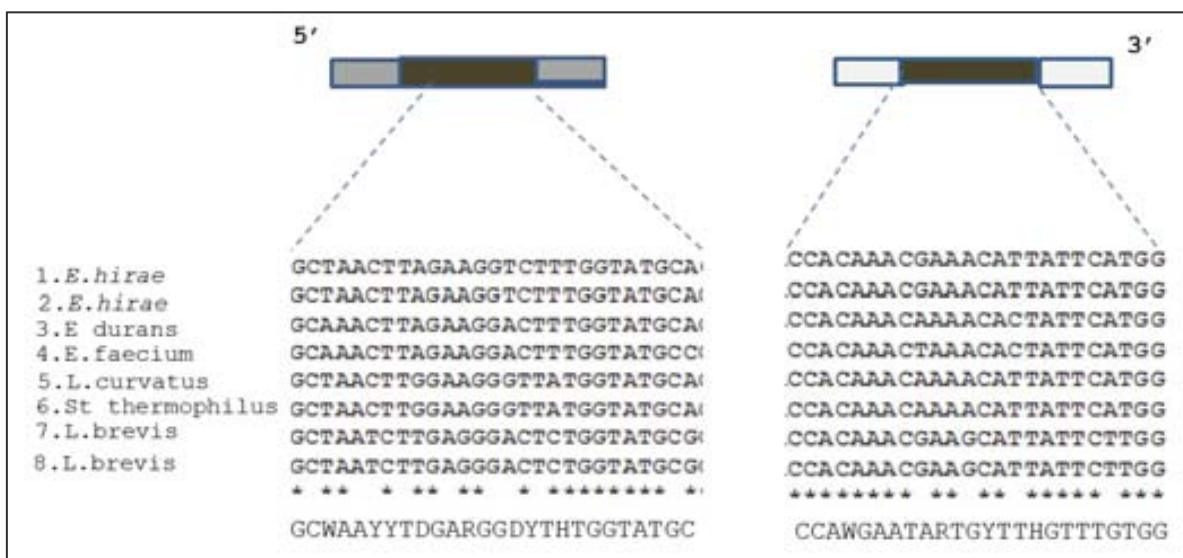 5′
3′
1.E.hirae GCTAACTTAGAAGGTCTTTGGTATGCA CCACAAACGAAACATTATTCATGG
2.E.hirae GCTAACTTAGAAGGTCTTTGGTATGCA CCACAAACGAAACATTATTCATGG
3.E durans GCAAACTTAGAAGGACTTTGGTATGCA CCACAAACAAAACACTATTCATGG
4.E.faecium GCAAACTTAGAAGGACTTTGGTATGCC CCACAAACTAAACACTATTCATGG
5.L.curvatus GCTAACTTGGAAGGGTTATGGTATGCA CCACAAACAAAACATTATTCATGG
6.St thermophilus GCTAACTTGGAAGGGTTATGGTATGCA CCACAAACAAAACATTATTCATGG
7.L.brevis GCTAATCTTGAGGGACTCTGGTATGCG CCACAAACGAAGCATTATTCTTGG
8.L.brevis GCTAATCTTGAGGGACTCTGGTATGCG CCACAAACGAAGCATTATTCTTGG
* ** * ** ** * ******** ** ******** ** ** ***** ***
GCWAAYYTDGARGGDYTHTGGTATGC CCAWGAATARTGYTTHGTTTGTGG